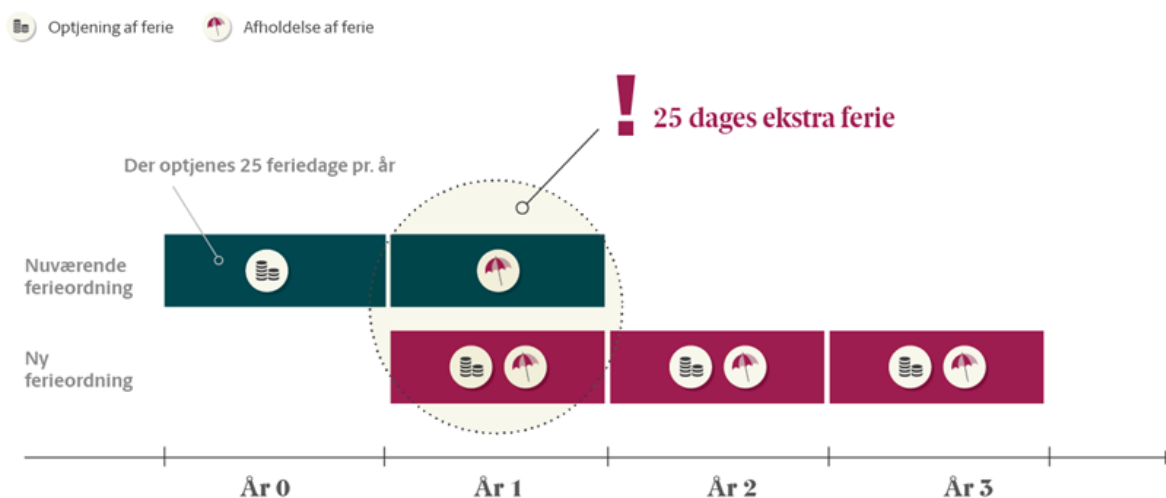 Optjening af ferie
Afholdelse af ferie
! 25 dages ekstra ferie
Der optjenes 25 feriedage pr. år
Nuværende
ferieordning
Ny
ferieordning
År 0
År 1
År 2
År 3